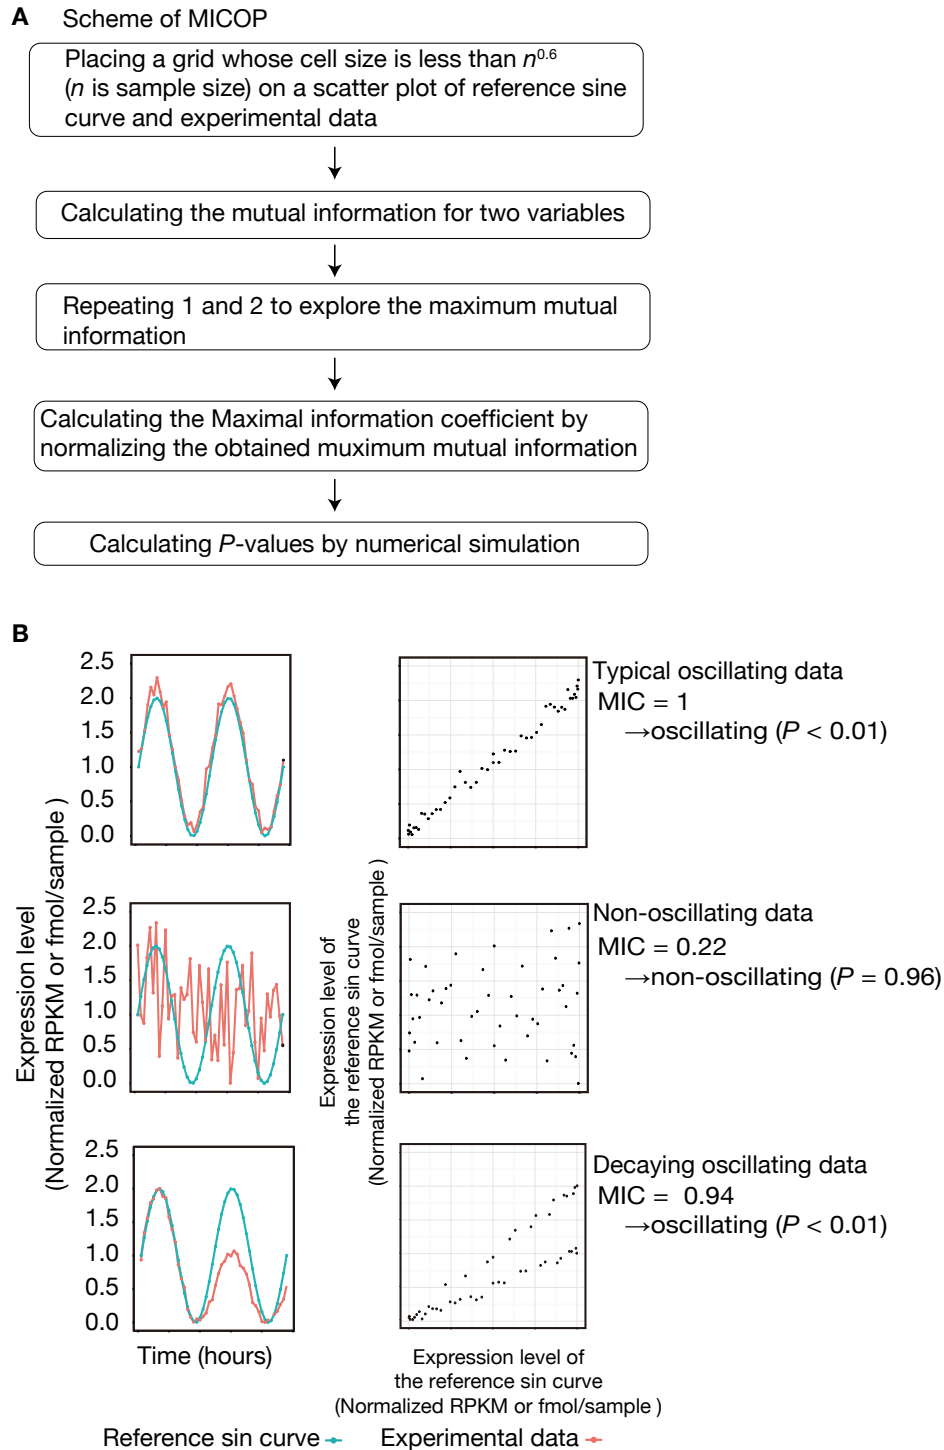 A Scheme of MICOP
Placing a grid whose cell size is less than n^0.6
(n is sample size) on a scatter plot of reference sine
curve and experimental data
Calculating the mutual information for two variables
Repeating 1 and 2 to explore the maximum mutual
information
Calculating the Maximal information coefficient by
normalizing the obtained muximum mutual information
Calculating P-values by numerical simulation
B
Expression level
(Normalized RPKM or fmol/sample )
2.5
2.0
1.5
1.0
0.5
0.0
Typical oscillating data
MIC = 1
→oscillating (P < 0.01)
2.5
2.0
1.5
1.0
0.5
0.0
Expression level of
the reference sin curve
(Normalized RPKM or fmol/sample )
Non-oscillating data
MIC = 0.22
→non-oscillating (P = 0.96)
2.5
2.0
1.5
1.0
0.5
0.0
Decaying oscillating data
MIC = 0.94
→oscillating (P < 0.01)
Time (hours)
Expression level of
the reference sin curve
(Normalized RPKM or fmol/sample )
Reference sin curve
Experimental data